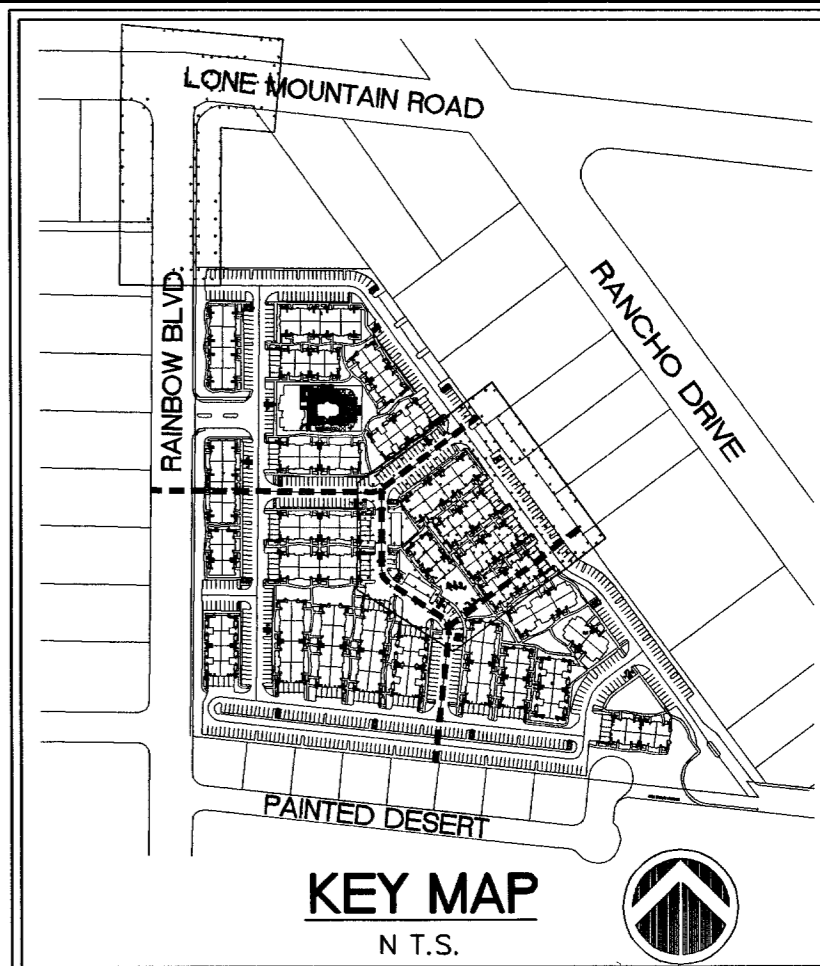 LONE MOUNTAIN ROAD
RANCHO DRIVE
RAINBOW BLVD.
PAINTED DESERT
KEY MAP
N T.S.